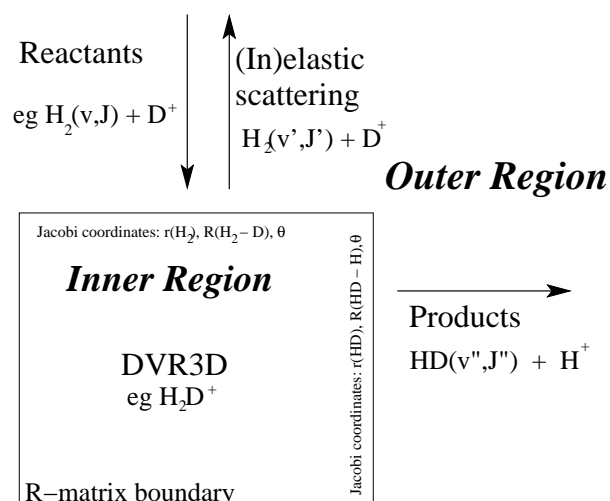 Reactants
eg H₂(v,J) + D⁺
(In)elastic
scattering
H₂(v’,J’) + D⁺
Outer Region
Jacobi coordinates: r(H₂), R(H₂− D), θ
Inner Region
DVR3D
eg H₂D⁺
R−matrix boundary
Jacobi coordinates: r(HD), R(HD − H),θ
Products
HD(v",J") + H⁺